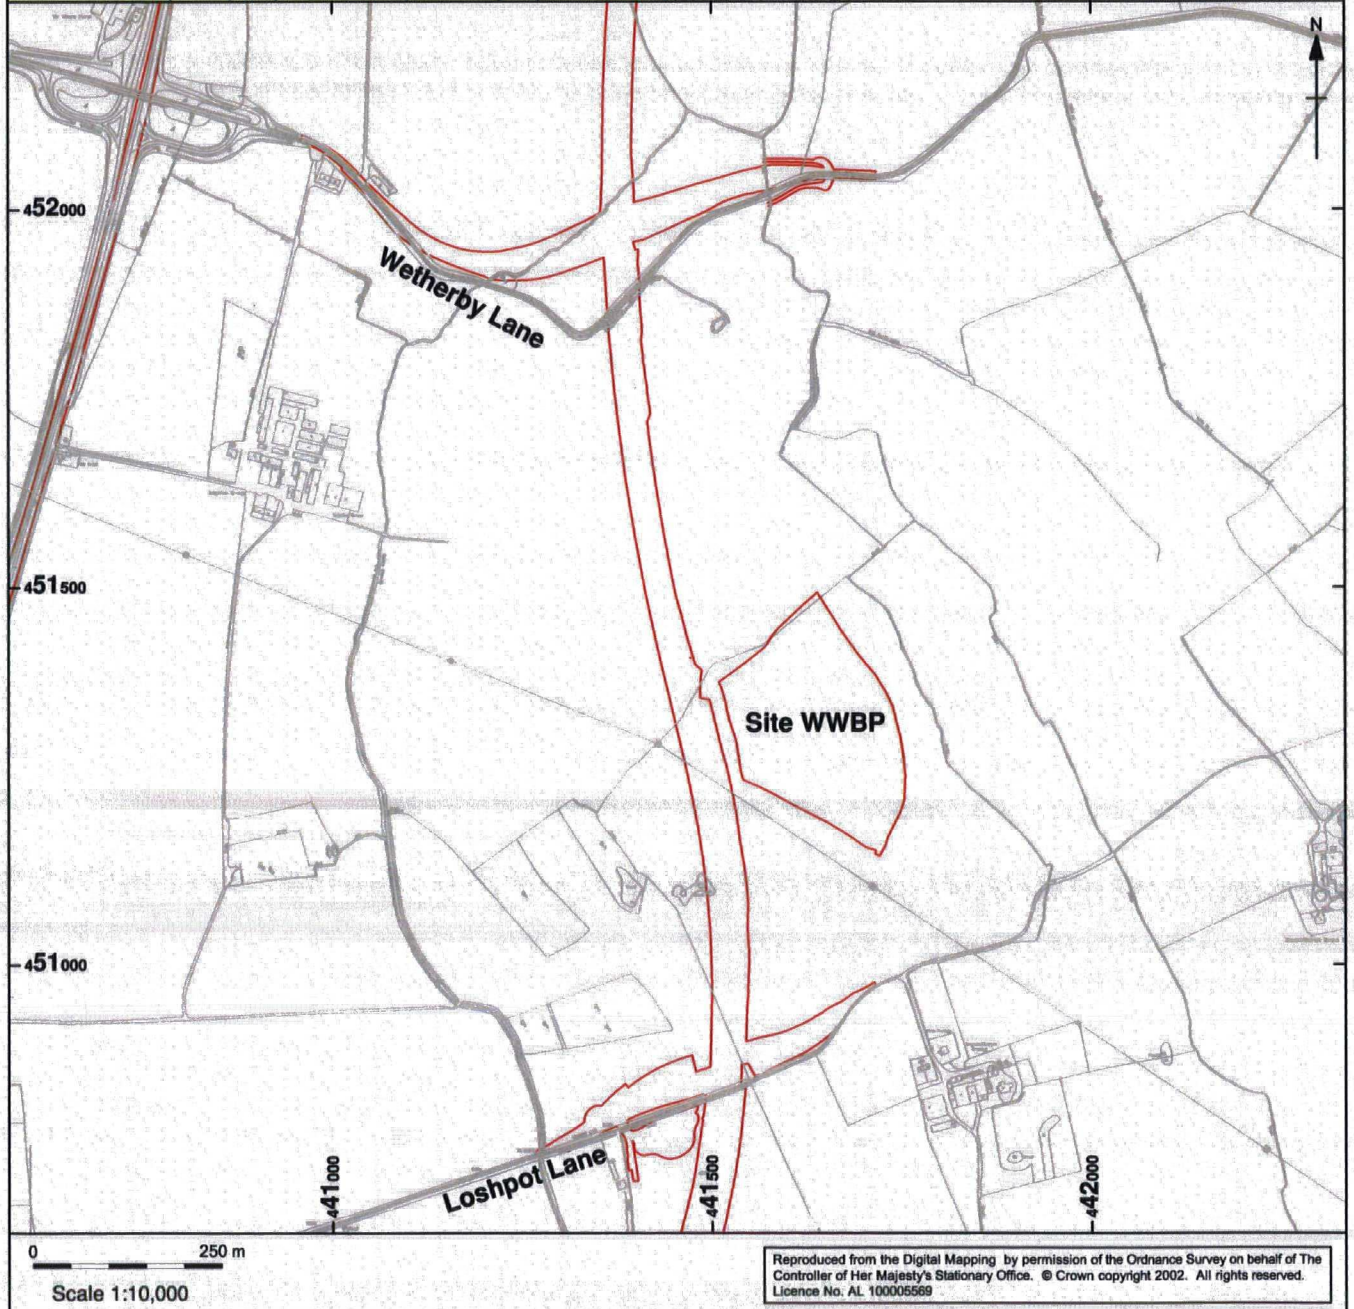 N
452000
Wetherby Lane
451500
Site WWBP
451000
Loshpot Lane
441000
441500
442000
0 250 m
Scale 1:10,000
Reproduced from the Digital Mapping by permission of the Ordnance Survey on behalf of The
Controller of Her Majesty's Stationary Office. © Crown copyright 2002. All rights reserved.
Licence No. AL 100005569